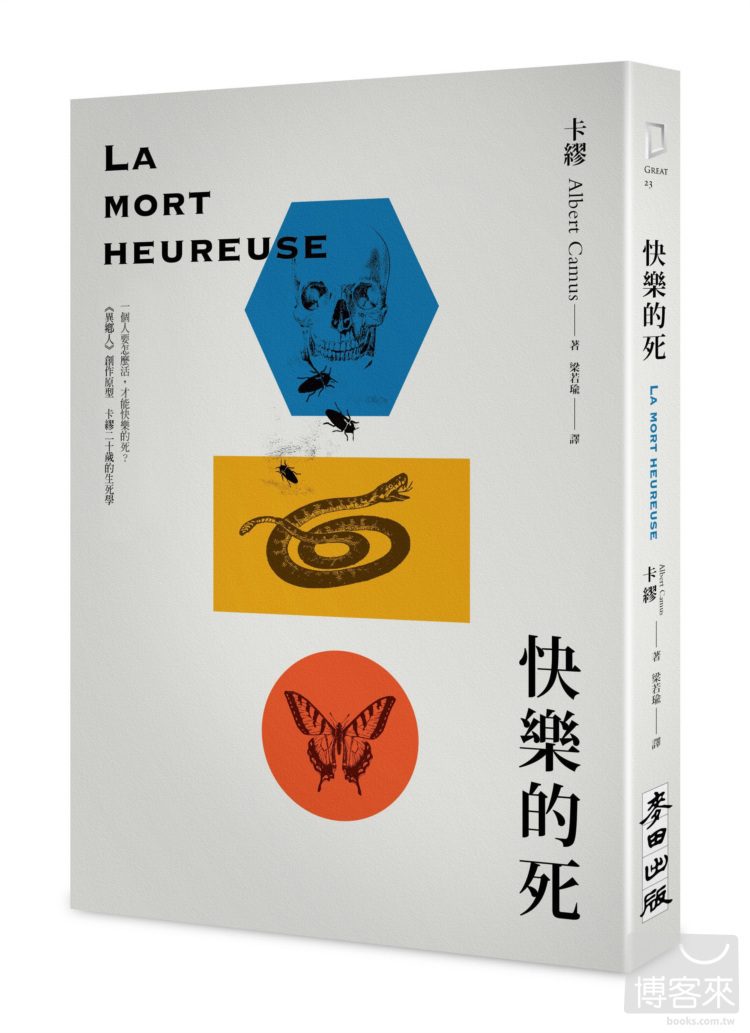 LA
MORT
HEUREUSE
卡繆 Albert Camus——著 梁若瑜——譯
一個人要怎麼活，才能快樂的死？
《異鄉人》創作原型 卡繆二十歲的生死學
快樂的死
GREAT
23
快樂的死
LA MORT HEUREUSE
Albert Camus
卡繆——著 梁若瑜——譯
麥田出版
博客來
books.com.tw